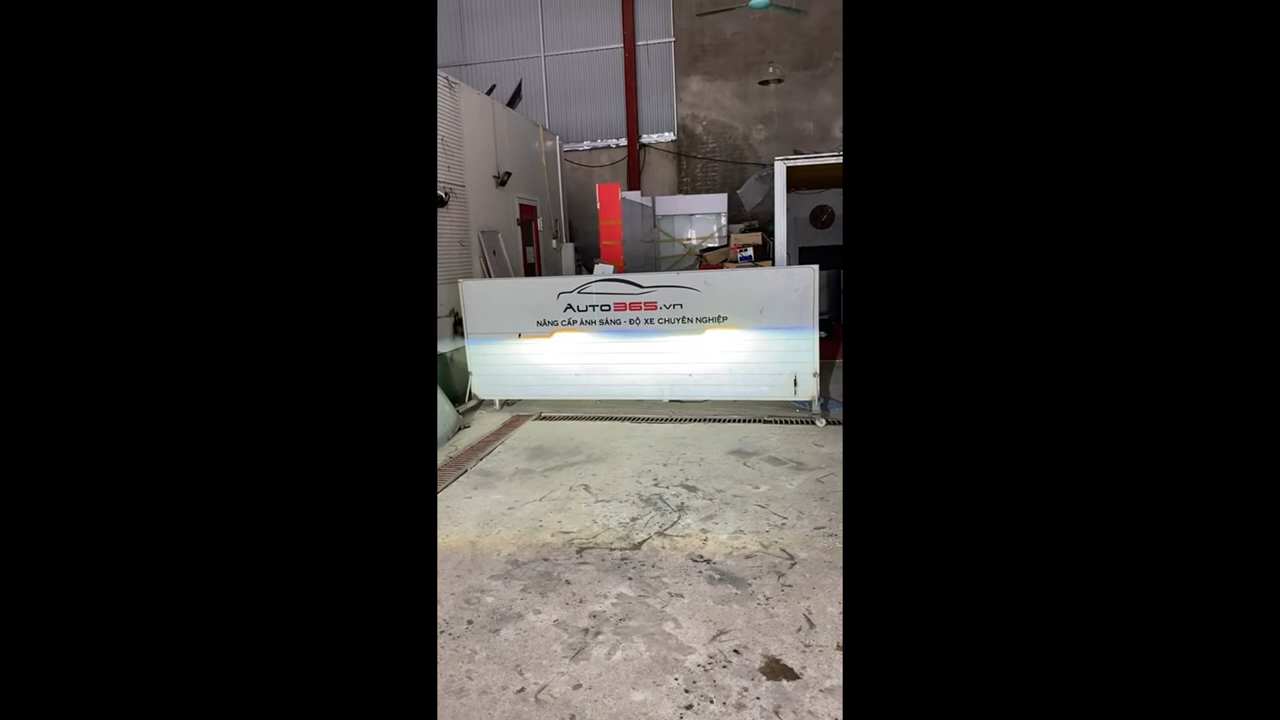 AUTO365.VN
NÂNG CẤP ÁNH SÁNG - ĐỘ XE CHUYÊN NGHIỆP